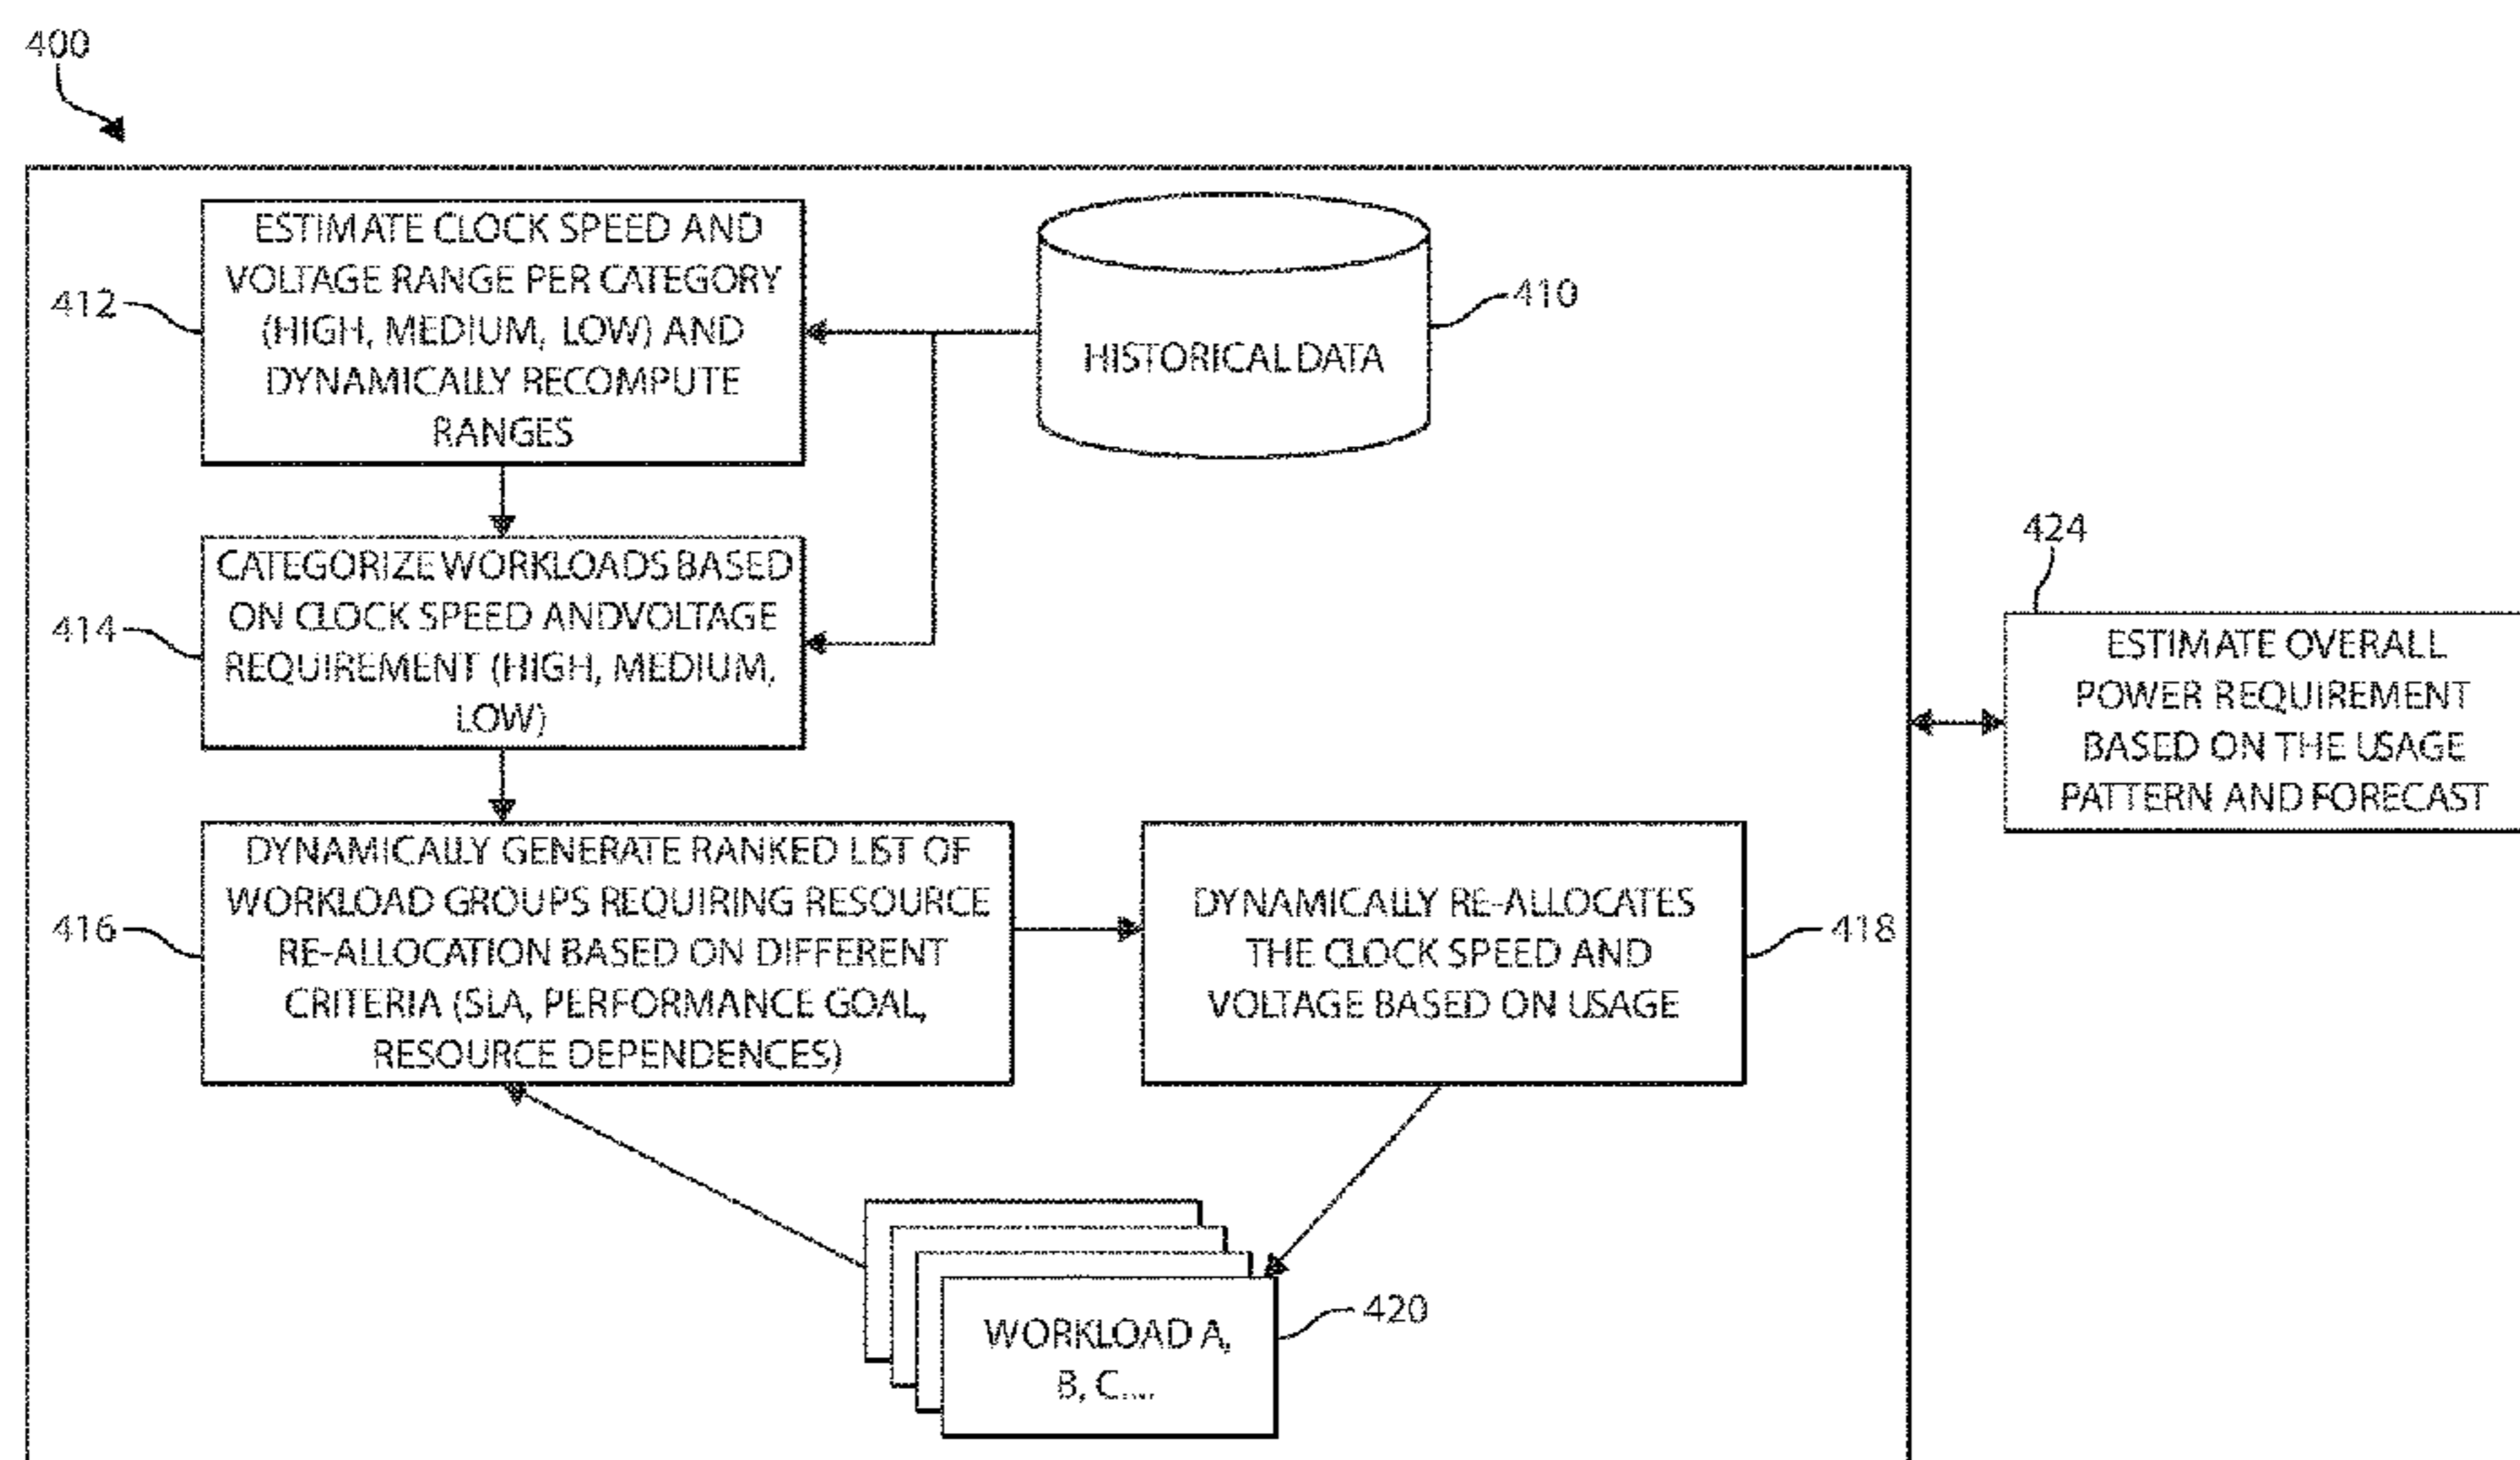 400
ESTIMATE CLOCK SPEED AND
VOLTAGE RANGE PER CATEGORY
(HIGH, MEDIUM, LOW) AND
DYNAMICALLY RECOMPUTE
RANGES
412
HISTORICAL DATA
410
CATEGORIZE WORKLOADS BASED
ON CLOCK SPEED ANDVOLTAGE
REQUIREMENT (HIGH, MEDIUM,
LOW)
414
424
ESTIMATE OVERALL
POWER REQUIREMENT
BASED ON THE USAGE
PATTERN AND FORECAST
DYNAMICALLY GENERATE RANKED LIST OF
WORKLOAD GROUPS REQUIRING RESOURCE
RE-ALLOCATION BASED ON DIFFERENT
CRITERIA (SLA, PERFORMANCE GOAL,
RESOURCE DEPENDENCES)
416
DYNAMICALLY RE-ALLOCATES
THE CLOCK SPEED AND
VOLTAGE BASED ON USAGE
418
WORKLOAD A,
B, C....
420